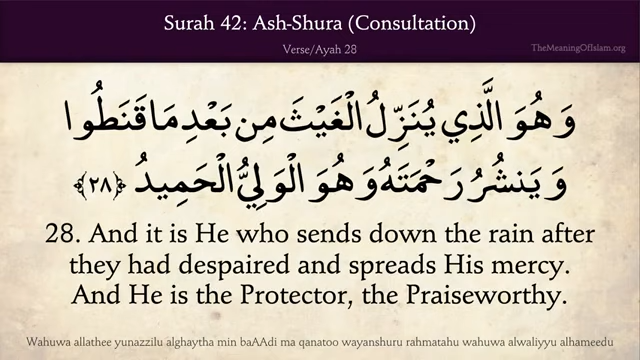 Surah 42: Ash-Shura (Consultation)
Verse/Ayah 28
TheMeaningOfIslam.org
وَهُوَ الَّذِي يُنَزِّلُ الْغَيْثَ مِن بَعْدِ مَا قَنَطُوا
وَيَنشُرُ رَحْمَتَهُ وَهُوَ الْوَلِيُّ الْحَمِيدُ ﴿٢٨﴾
28. And it is He who sends down the rain after
they had despaired and spreads His mercy.
And He is the Protector, the Praiseworthy.
Wahuwa allathee yunazzilu alghaytha min baAAdi ma qanatoo wayanshuru rahmatahu wahuwa alwaliyyu alhameedu